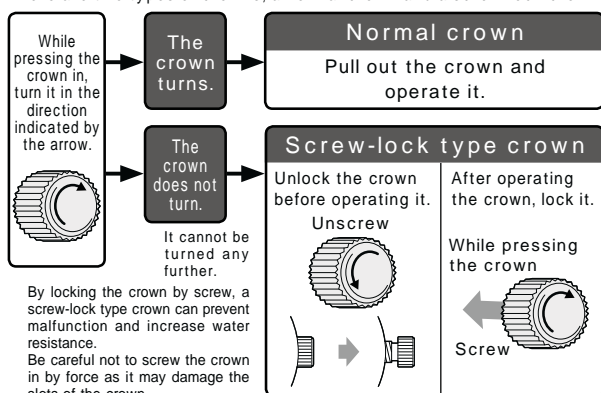 While
pressing the
crown in,
turn it in the
direction
indicated by
the arrow.
The
crown
turns.
Normal crown
Pull out the crown and
operate it.
The
crown
does not
turn.
It cannot be
turned any
further.
Screw-lock type crown
Unlock the crown
before operating it.
Unscrew
After operating
the crown, lock it.
While pressing
the crown
Screw
By locking the crown by screw, a
screw-lock type crown can prevent
malfunction and increase water
resistance.
Be careful not to screw the crown
in by force as it may damage the
slots of the crown.